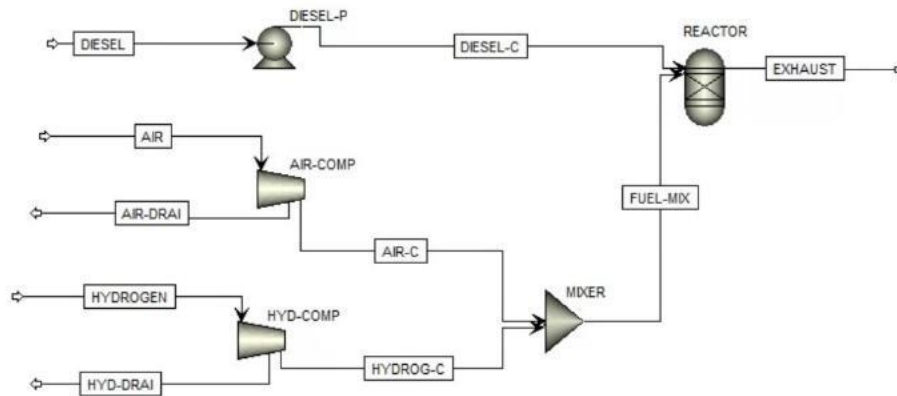 DIESEL-P
DIESEL
DIESEL-C
REACTOR
EXHAUST
AIR
AIR-COMP
AIR-DRAI
FUEL-MIX
AIR-C
HYDROGEN
HYD-COMP
MIXER
HYDROG-C
HYD-DRAI